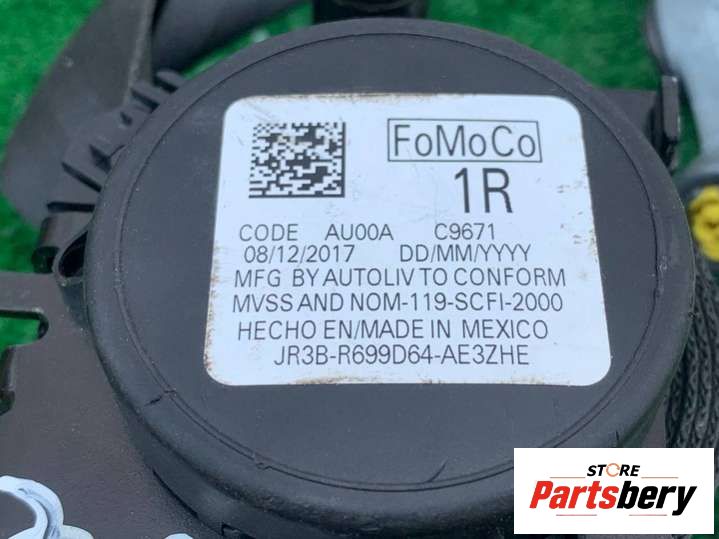 FoMoCo
1R
CODE AU00A C9671
08/12/2017 DD/MM/YYYY
MFG BY AUTOLIV TO CONFORM
MVSS AND NOM-119-SCFI-2000
HECHO EN/MADE IN MEXICO
JR3B-R699D64-AE3ZHE
STORE
Partsbery